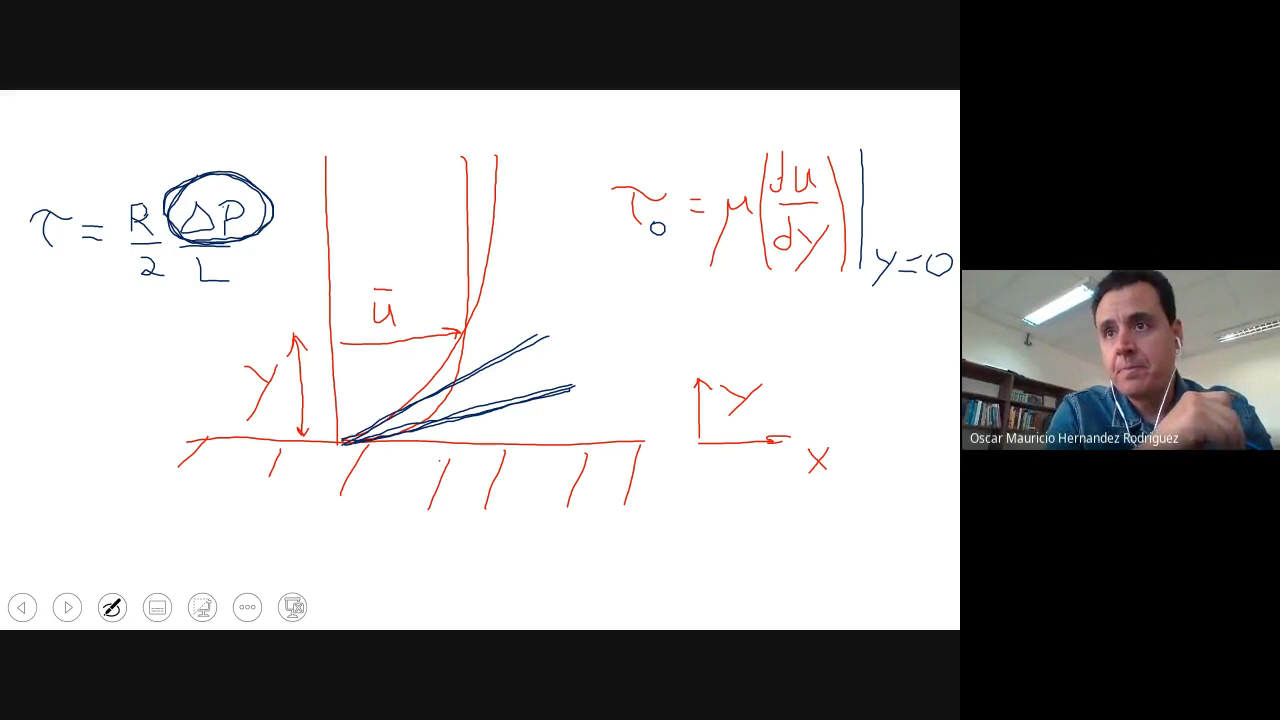 τ = R/2 ΔP/L
τ₀ = μ (du/dy)|y=0
ū
y
y
x
Oscar Mauricio Hernandez Rodriguez